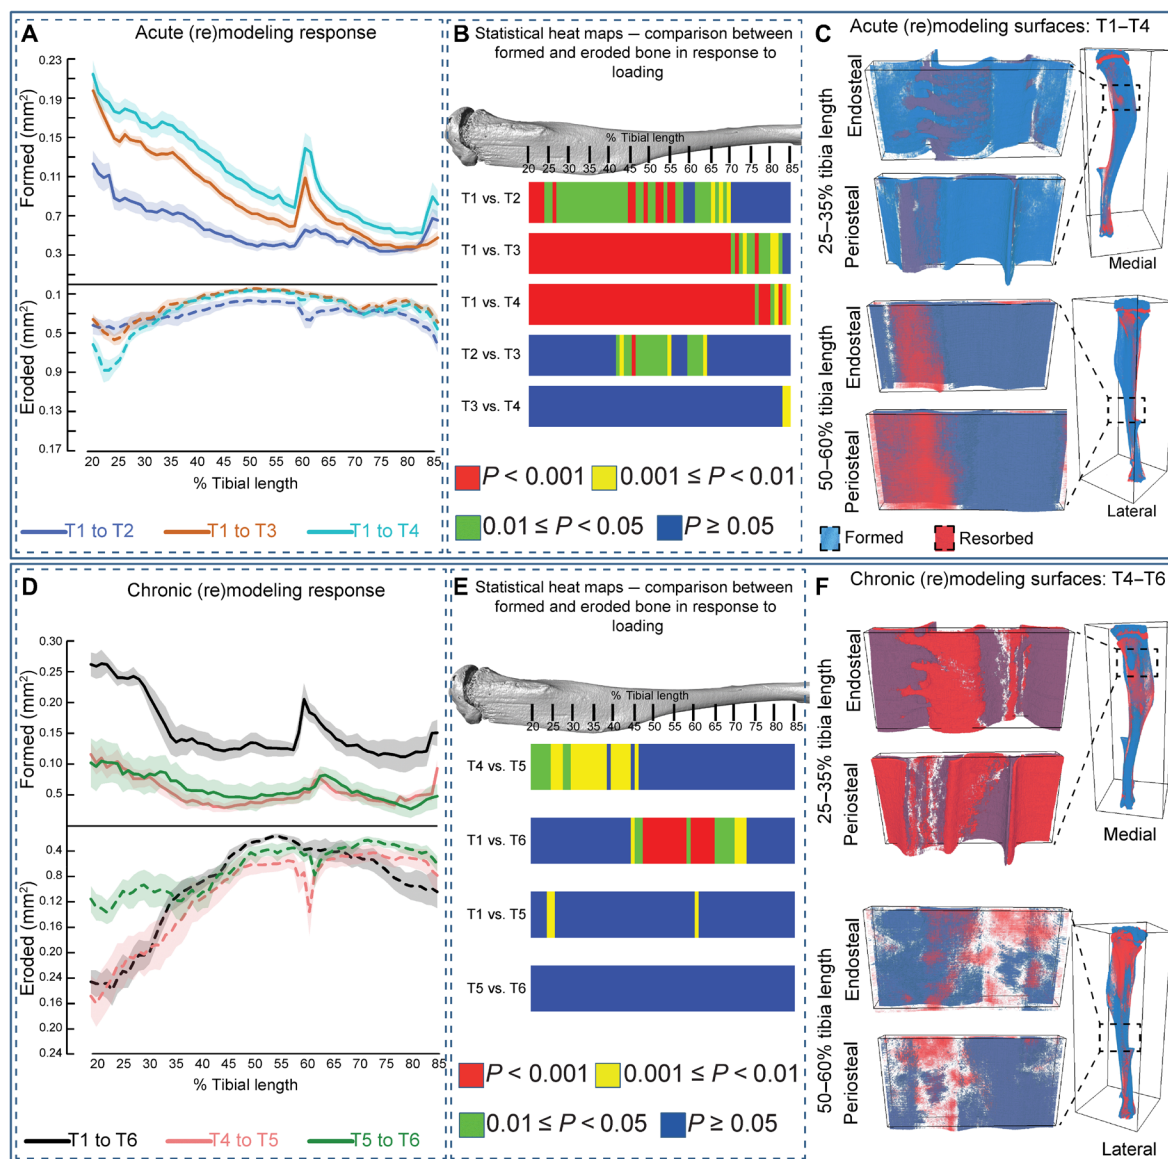 A
Acute (re)modeling response
0.23
0.19
0.15
0.11
0.7
0.3
Formed (mm²)
0.1
0.5
0.9
0.13
0.17
Eroded (mm²)
20 25 30 35 40 45 50 55 60 65 70 75 80 85
% Tibial length
T1 to T2
T1 to T3
T1 to T4
B
Statistical heat maps — comparison between
formed and eroded bone in response to
loading
% Tibial length
20 25 30 35 40 45 50 55 60 65 70 75 80 85
T1 vs. T2
T1 vs. T3
T1 vs. T4
T2 vs. T3
T3 vs. T4
P < 0.001
0.001 ≤ P < 0.01
0.01 ≤ P < 0.05
P ≥ 0.05
C
Acute (re)modeling surfaces: T1–T4
25–35% tibia length
Endosteal
Periosteal
Medial
50–60% tibia length
Endosteal
Periosteal
Lateral
Formed
Resorbed
D
Chronic (re)modeling response
0.30
0.25
0.20
0.15
0.10
0.5
Formed (mm²)
0.4
0.8
0.12
0.16
0.24
0.20
0.20
0.24
Eroded (mm²)
20 25 30 35 40 45 50 55 60 65 70 75 80 85
% Tibial length
T1 to T6
T4 to T5
T5 to T6
E
Statistical heat maps — comparison between
formed and eroded bone in response to
loading
% Tibial length
20 25 30 35 40 45 50 55 60 65 70 75 80 85
T4 vs. T5
T1 vs. T6
T1 vs. T5
T5 vs. T6
P < 0.001
0.001 ≤ P < 0.01
0.01 ≤ P < 0.05
P ≥ 0.05
F
Chronic (re)modeling surfaces: T4–T6
25–35% tibia length
Endosteal
Periosteal
Medial
50–60% tibia length
Endosteal
Periosteal
Lateral